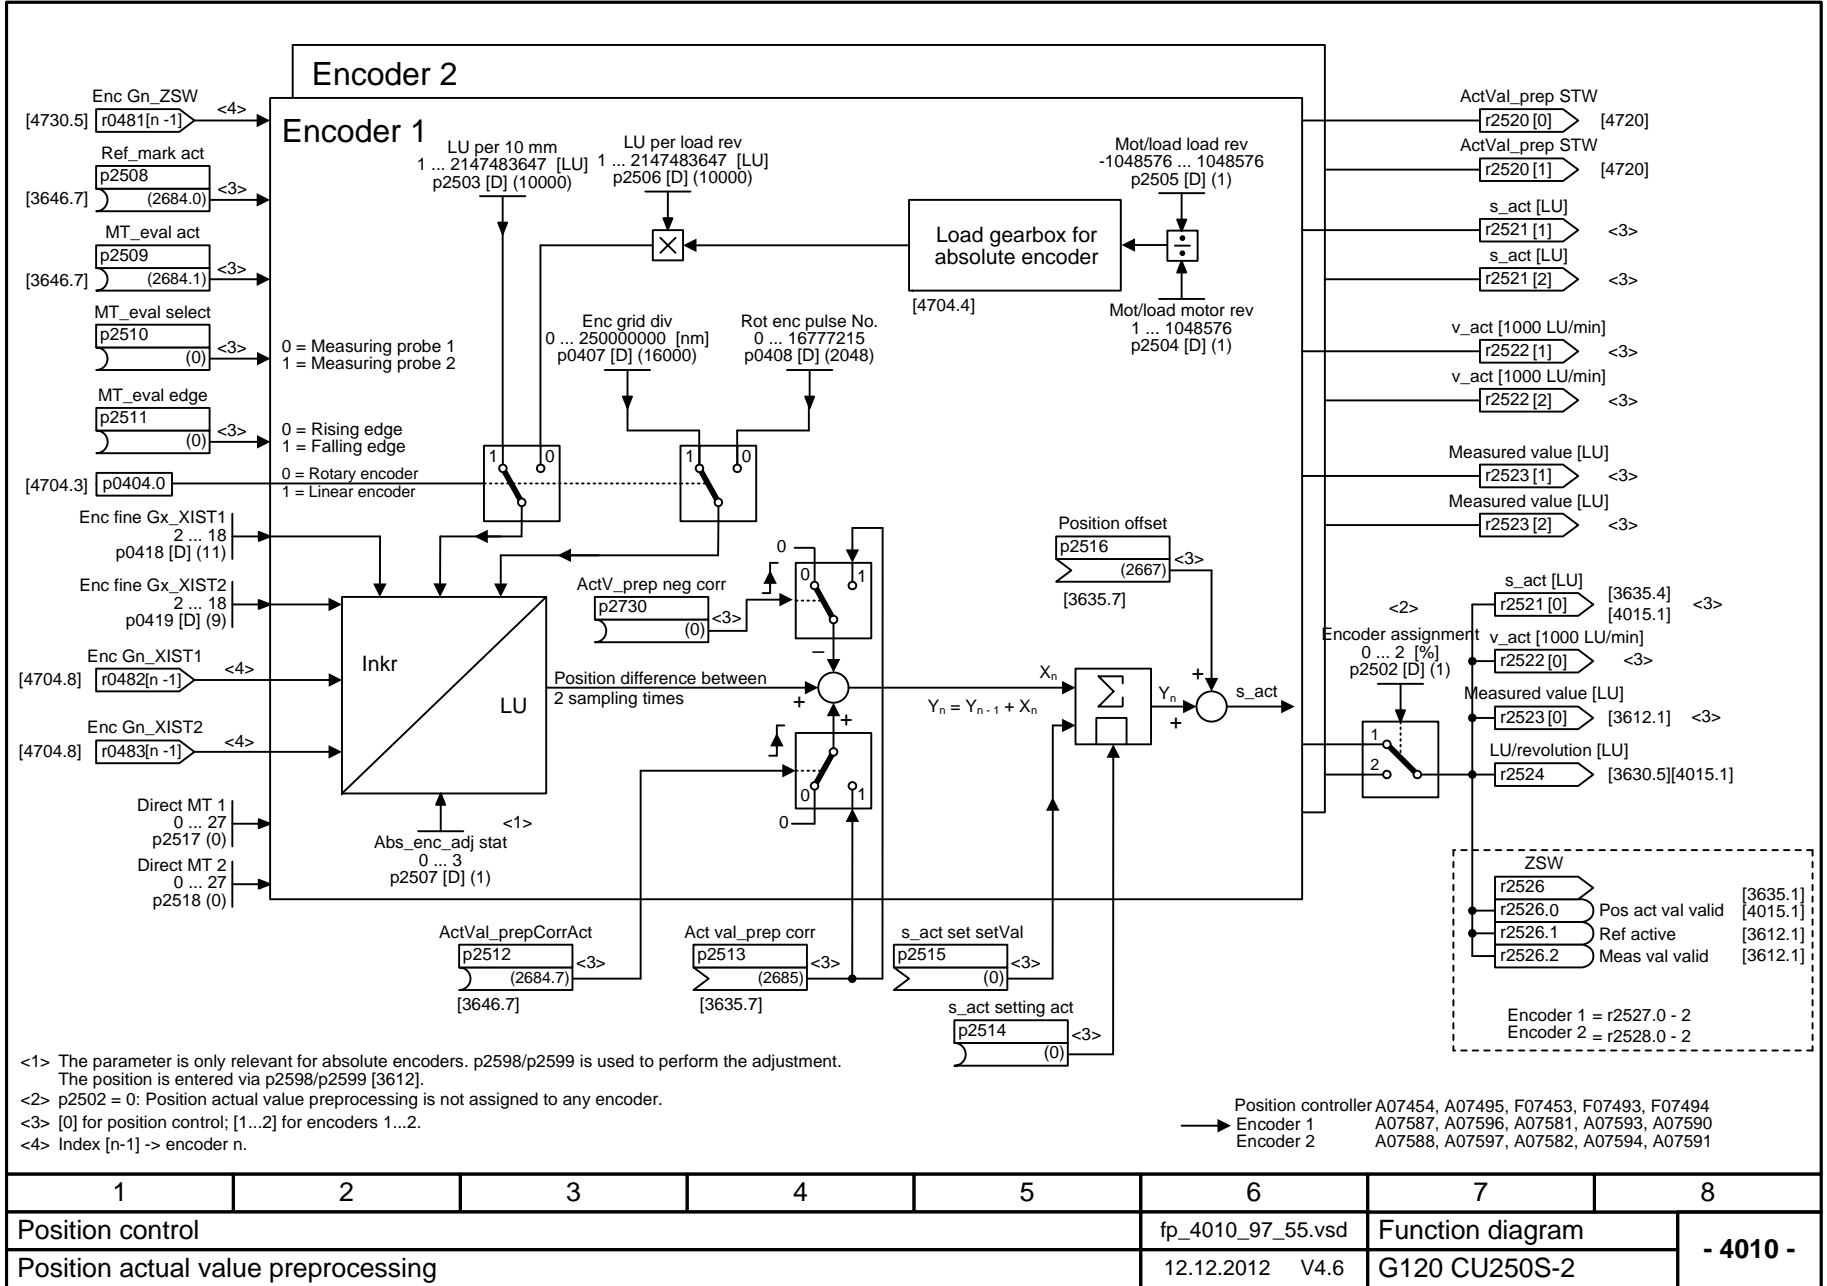 Encoder 2
Encoder 1
Enc Gn_ZSW
[4730.5]
r0481[n -1]
<4>
Ref_mark act
p2508
(2684.0)
<3>
[3646.7]
MT_eval act
p2509
(2684.1)
<3>
[3646.7]
MT_eval select
p2510
(0)
<3>
0 = Measuring probe 1
1 = Measuring probe 2
MT_eval edge
p2511
(0)
<3>
0 = Rising edge
1 = Falling edge
[4704.3]
p0404.0
0 = Rotary encoder
1 = Linear encoder
Enc fine Gx_XIST1
2 ... 18
p0418 [D] (11)
Enc fine Gx_XIST2
2 ... 18
p0419 [D] (9)
Enc Gn_XIST1
[4704.8]
r0482[n -1]
<4>
Enc Gn_XIST2
[4704.8]
r0483[n -1]
<4>
Direct MT 1
0 ... 27
p2517 (0)
Direct MT 2
0 ... 27
p2518 (0)
LU per 10 mm
1 ... 2147483647 [LU]
p2503 [D] (10000)
LU per load rev
1 ... 2147483647 [LU]
p2506 [D] (10000)
Load gearbox for
absolute encoder
[4704.4]
Mot/load load rev
-1048576 ... 1048576
p2505 [D] (1)
Mot/load motor rev
1 ... 1048576
p2504 [D] (1)
Enc grid div
0 ... 250000000 [nm]
p0407 [D] (16000)
Rot enc pulse No.
0 ... 16777215
p0408 [D] (2048)
1
0
1
0
Inkr
LU
Abs_enc_adj stat
0 ... 3
p2507 [D] (1)
<1>
ActV_prep neg corr
p2730
(0)
<3>
0
0
1
Position difference between
2 sampling times
–
+
+
0
1
0
Xn
Yn = Yn - 1 + Xn
Σ
Yn
+
+
s_act
Position offset
p2516
(2667)
<3>
[3635.7]
ActVal_prepCorrAct
p2512
(2684.7)
<3>
[3646.7]
Act val_prep corr
p2513
(2685)
<3>
[3635.7]
s_act set setVal
p2515
(0)
<3>
s_act setting act
p2514
(0)
<3>
ActVal_prep STW
r2520 [0]
[4720]
ActVal_prep STW
r2520 [1]
[4720]
s_act [LU]
r2521 [1]
<3>
s_act [LU]
r2521 [2]
<3>
v_act [1000 LU/min]
r2522 [1]
<3>
v_act [1000 LU/min]
r2522 [2]
<3>
Measured value [LU]
r2523 [1]
<3>
Measured value [LU]
r2523 [2]
<3>
s_act [LU]
r2521 [0]
[3635.4]
[4015.1]
<3>
<2>
Encoder assignment
0 ... 2 [%]
p2502 [D] (1)
1
2
v_act [1000 LU/min]
r2522 [0]
<3>
Measured value [LU]
r2523 [0]
[3612.1]
<3>
LU/revolution [LU]
r2524
[3630.5][4015.1]
ZSW
r2526
[3635.1]
r2526.0
Pos act val valid
[4015.1]
r2526.1
Ref active
[3612.1]
r2526.2
Meas val valid
[3612.1]
Encoder 1 = r2527.0 - 2
Encoder 2 = r2528.0 - 2
<1> The parameter is only relevant for absolute encoders. p2598/p2599 is used to perform the adjustment.
The position is entered via p2598/p2599 [3612].
<2> p2502 = 0: Position actual value preprocessing is not assigned to any encoder.
<3> [0] for position control; [1...2] for encoders 1...2.
<4> Index [n-1] -> encoder n.
Position controller A07454, A07495, F07453, F07493, F07494
Encoder 1 A07587, A07596, A07581, A07593, A07590
Encoder 2 A07588, A07597, A07582, A07594, A07591
1 2 3 4 5 6 7 8
Position control
fp_4010_97_55.vsd
Function diagram
- 4010 -
Position actual value preprocessing
12.12.2012 V4.6
G120 CU250S-2